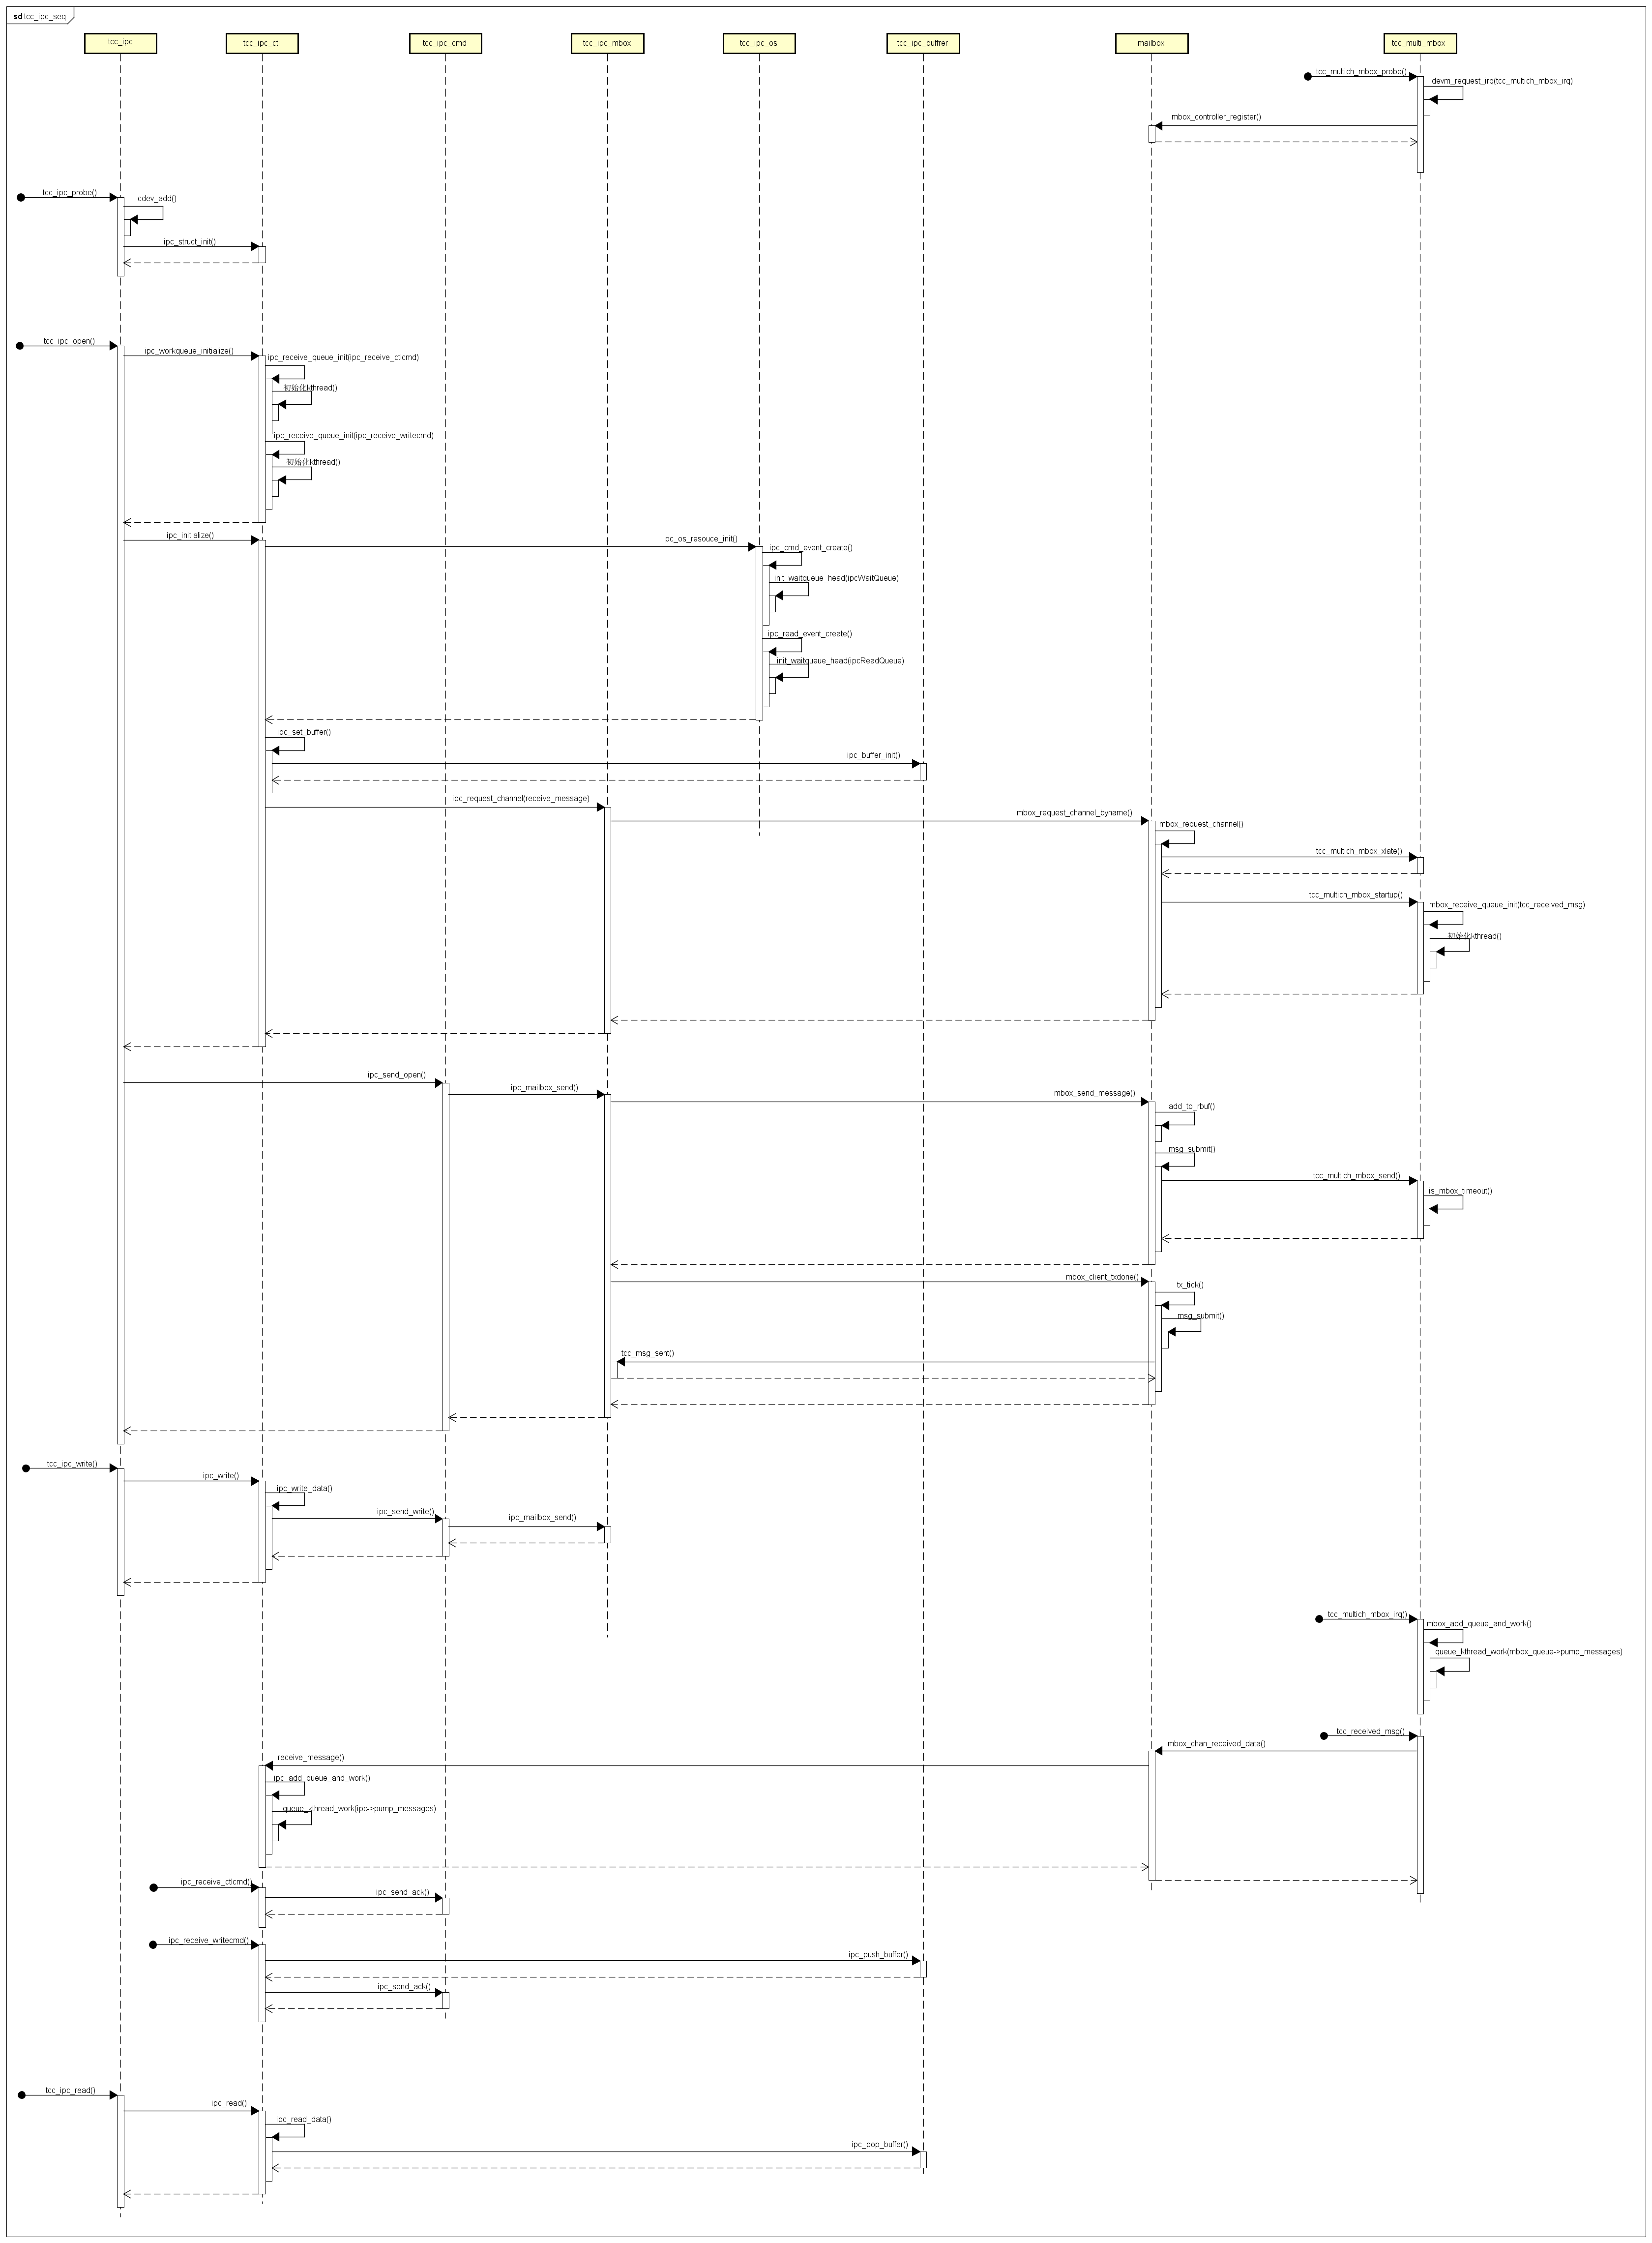 sd tcc_ipc_seq
tcc_ipc
tcc_ipc_ctl
tcc_ipc_cmd
tcc_ipc_mbox
tcc_ipc_os
tcc_ipc_buffrer
mailbox
tcc_multi_mbox
tcc_multich_mbox_probe()
devm_request_irq(tcc_multich_mbox_irq)
mbox_controller_register()
tcc_ipc_probe()
cdev_add()
ipc_struct_init()
tcc_ipc_open()
ipc_workqueue_initialize()
ipc_receive_queue_init(ipc_receive_ctlcmd)
初始化kthread()
ipc_receive_queue_init(ipc_receive_writecmd)
初始化kthread()
ipc_initialize()
ipc_os_resouce_init()
ipc_cmd_event_create()
init_waitqueue_head(ipcWaitQueue)
ipc_read_event_create()
init_waitqueue_head(ipcReadQueue)
ipc_set_buffer()
ipc_buffer_init()
ipc_request_channel(receive_message)
mbox_request_channel_byname()
mbox_request_channel()
tcc_multich_mbox_xlate()
tcc_multich_mbox_startup()
mbox_receive_queue_init(tcc_received_msg)
初始化kthread()
ipc_send_open()
ipc_mailbox_send()
mbox_send_message()
add_to_rbuf()
msg_submit()
tcc_multich_mbox_send()
is_mbox_timeout()
mbox_client_txdone()
tx_tick()
msg_submit()
tcc_msg_sent()
tcc_ipc_write()
ipc_write()
ipc_write_data()
ipc_send_write()
ipc_mailbox_send()
tcc_multich_mbox_irq()
mbox_add_queue_and_work()
queue_kthread_work(mbox_queue->pump_messages)
tcc_received_msg()
mbox_chan_received_data()
receive_message()
ipc_add_queue_and_work()
queue_kthread_work(ipc->pump_messages)
ipc_receive_ctlcmd()
ipc_send_ack()
ipc_receive_writecmd()
ipc_push_buffer()
ipc_send_ack()
tcc_ipc_read()
ipc_read()
ipc_read_data()
ipc_pop_buffer()